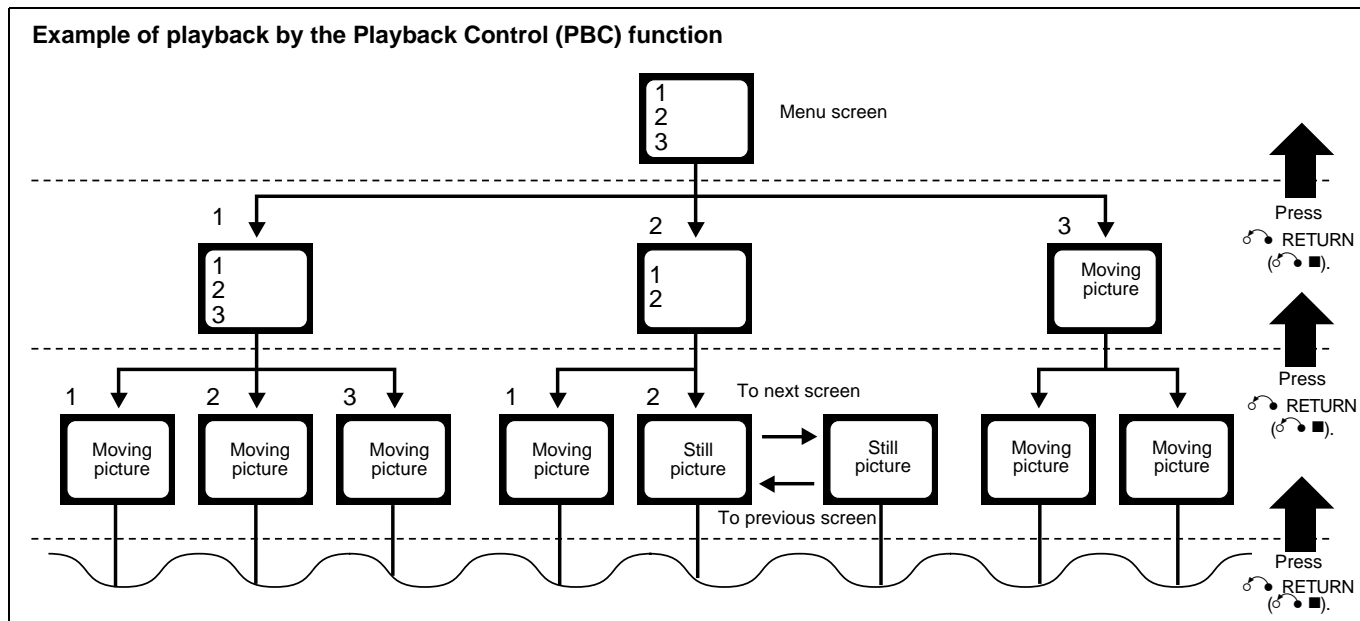 Example of playback by the Playback Control (PBC) function
1
2
3
Menu screen
Press
RETURN
( ■).
1
2
3
1
2
3
1
2
Moving
picture
Press
RETURN
( ■).
1
2
3
1
2
To next screen
Moving
picture
Moving
picture
Moving
picture
Moving
picture
Still
picture
Still
picture
Moving
picture
Moving
picture
To previous screen
Press
RETURN
( ■).